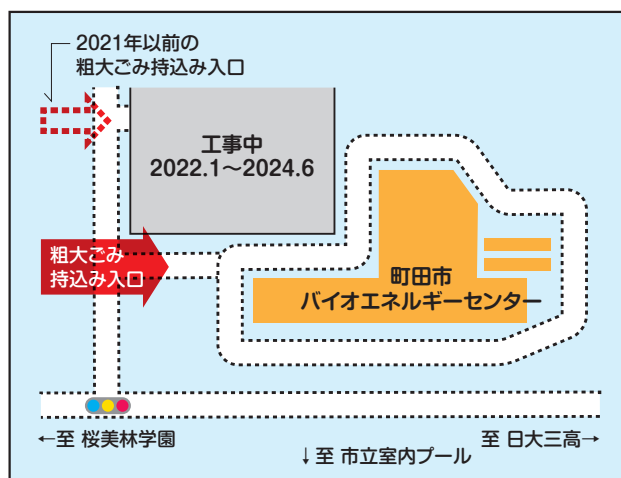 2021年以前の
粗大ごみ持込み入口
工事中
2022.1〜2024.6
粗大ごみ
持込み入口
町田市
バイオエネルギーセンター
←至 桜美林学園
↓至 市立室内プール
至 日大三高→